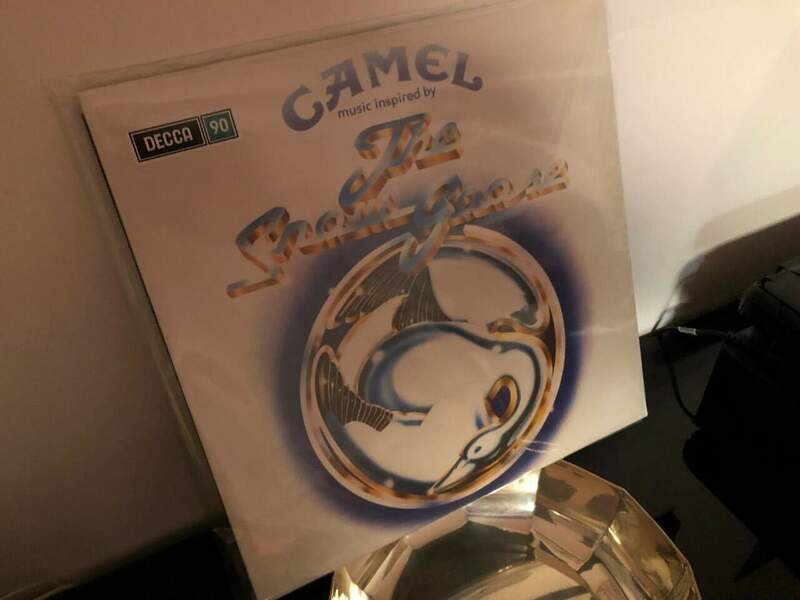 CAMEL
music inspired by
DECCA 90
The
Snow Goose